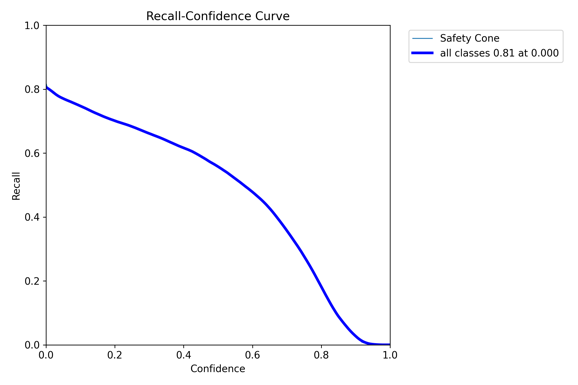 Recall-Confidence Curve
1.0
0.8
0.6
0.4
0.2
0.0
Recall
0.0 0.2 0.4 0.6 0.8 1.0
Confidence
Safety Cone
all classes 0.81 at 0.000